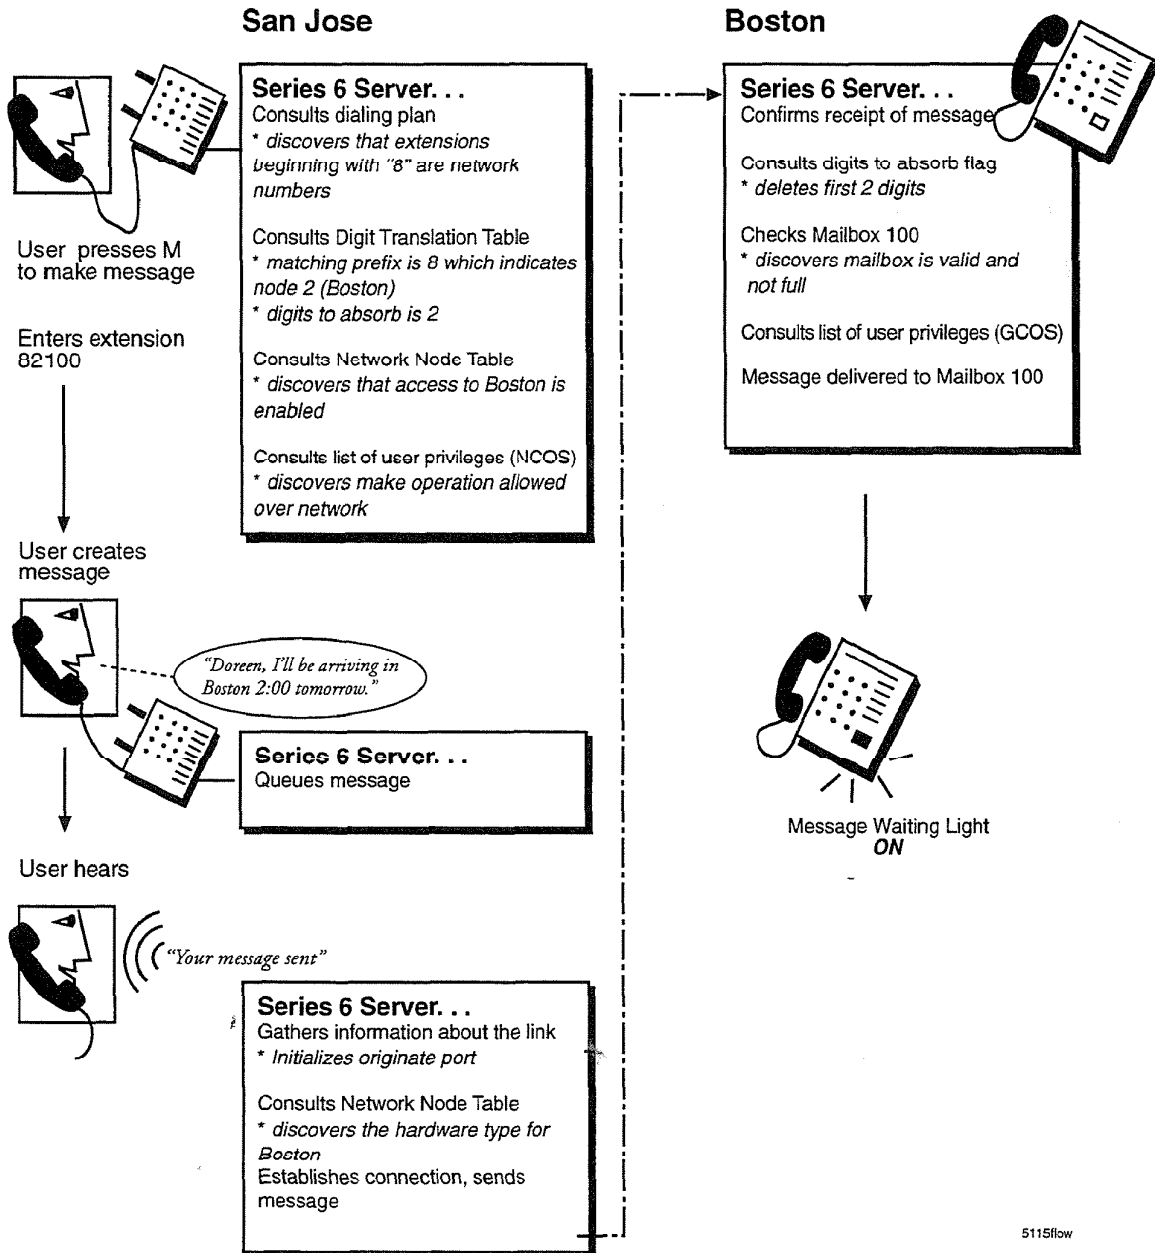 San Jose
Series 6 Server. . .
Consults dialing plan
* discovers that extensions
beginning with "8" are network
numbers
User presses M
to make message
Consults Digit Translation Table
* matching prefix is 8 which indicates
node 2 (Boston)
* digits to absorb is 2
Enters extension
82100
Consults Network Node Table
* discovers that access to Boston is
enabled
Consults list of user privileges (NCOS)
* discovers make operation allowed
over network
User creates
message
"Doreen, I'll be arriving in
Boston 2:00 tomorrow."
Series 6 Server. . .
Queues message
User hears
"Your message sent"
Series 6 Server. . .
Gathers information about the link
* Initializes originate port
Consults Network Node Table
* discovers the hardware type for
Boston
Establishes connection, sends
message
Boston
Series 6 Server. . .
Confirms receipt of message
Consults digits to absorb flag
* deletes first 2 digits
Checks Mailbox 100
* discovers mailbox is valid and
not full
Consults list of user privileges (GCOS)
Message delivered to Mailbox 100
Message Waiting Light
ON
5115flow